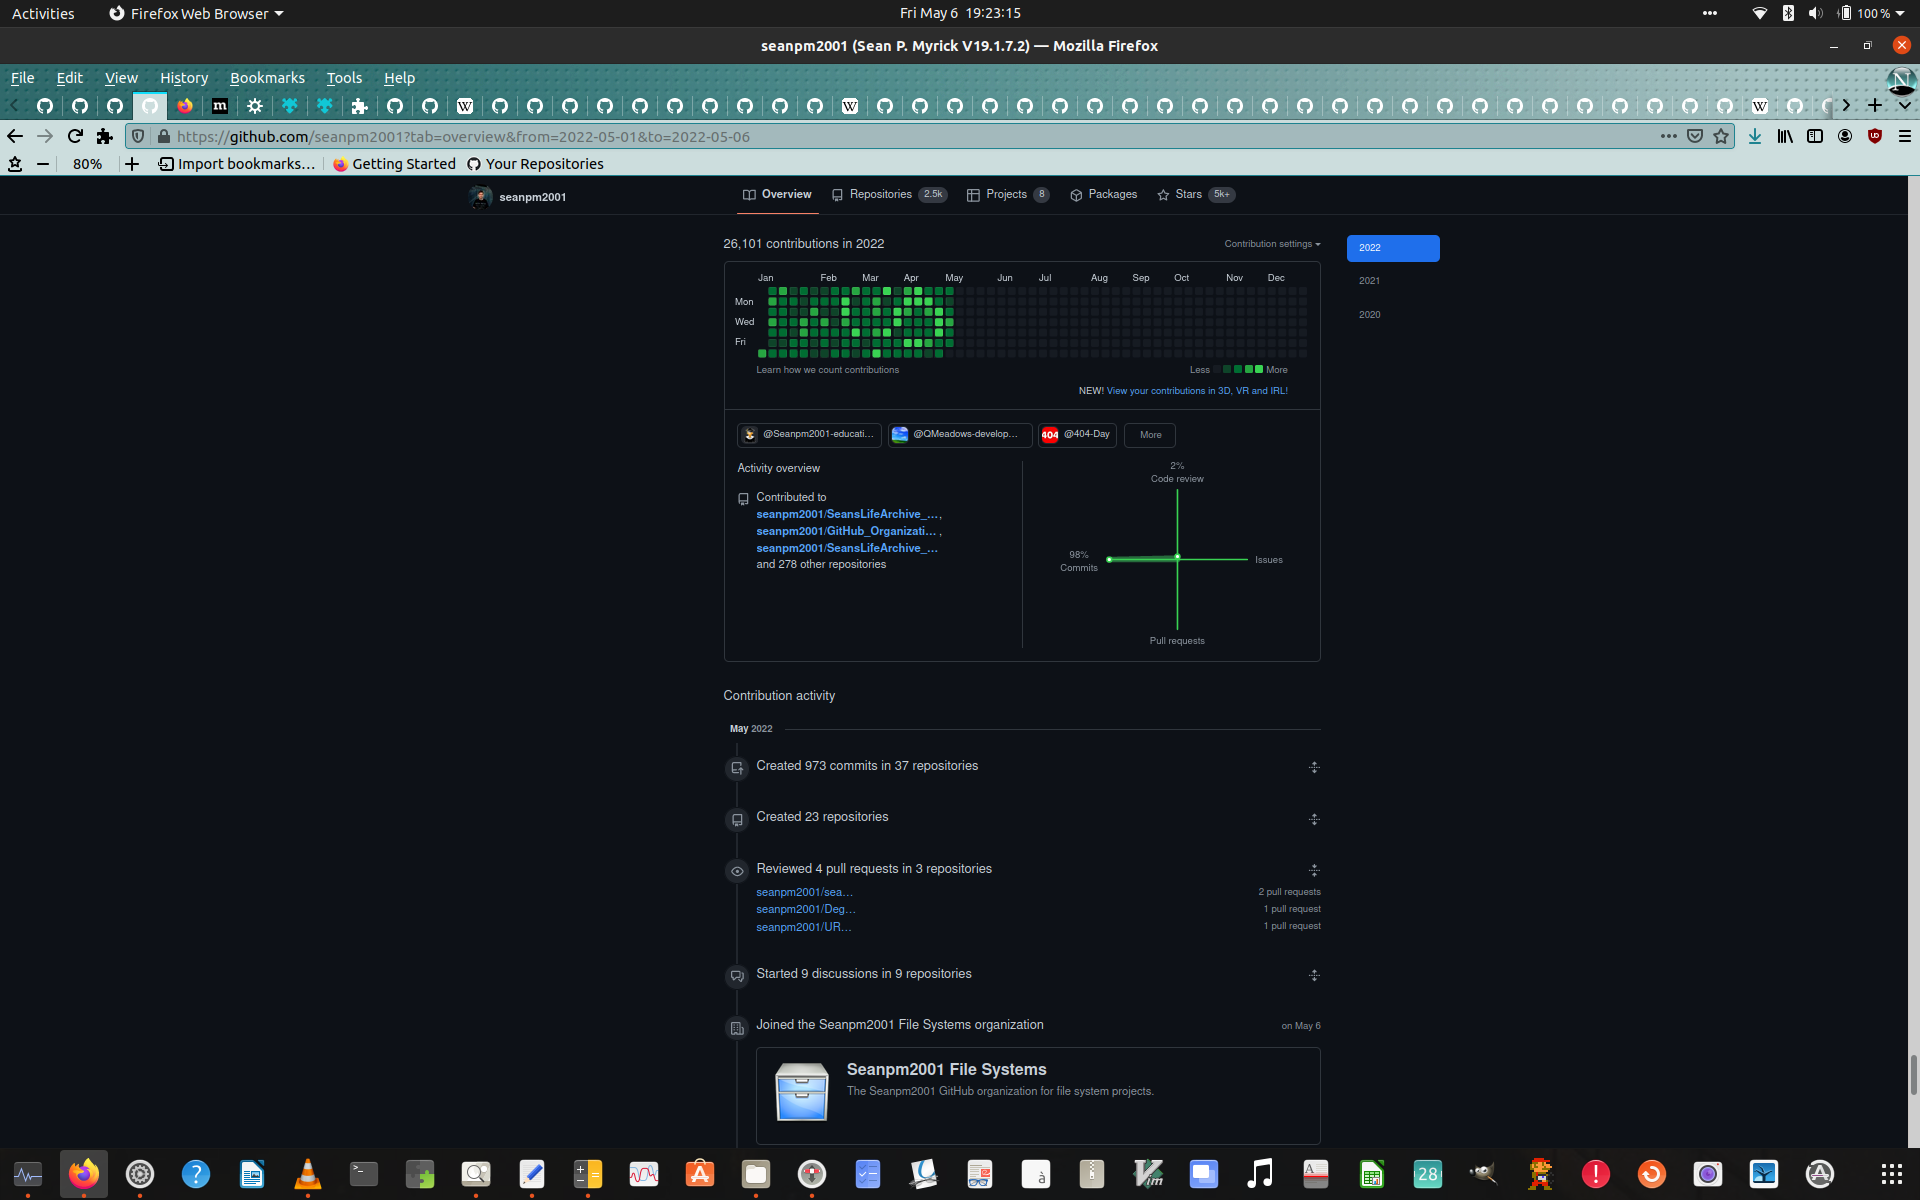 Activities
Firefox Web Browser
Fri May 6 19:23:15
100 %
seanpm2001 (Sean P. Myrick V19.1.7.2) — Mozilla Firefox
File Edit View History Bookmarks Tools Help
https://github.com/seanpm2001?tab=overview&from=2022-05-01&to=2022-05-06
80%
Import bookmarks…
Getting Started
Your Repositories
seanpm2001
Overview
Repositories 2.5k
Projects 8
Packages
Stars 5k+
26,101 contributions in 2022
Contribution settings
2022
2021
2020
Jan Feb Mar Apr May Jun Jul Aug Sep Oct Nov Dec
Mon
Wed
Fri
Learn how we count contributions
Less
More
NEW! View your contributions in 3D, VR and IRL!
@Seanpm2001-educati…
@QMeadows-develop…
404 @404-Day
More
Activity overview
Contributed to
seanpm2001/SeansLifeArchive_… ,
seanpm2001/GitHub_Organizati… ,
seanpm2001/SeansLifeArchive_…
and 278 other repositories
2%
Code review
98%
Commits
Issues
Pull requests
Contribution activity
May 2022
Created 973 commits in 37 repositories
Created 23 repositories
Reviewed 4 pull requests in 3 repositories
seanpm2001/sea… 2 pull requests
seanpm2001/Deg… 1 pull request
seanpm2001/UR… 1 pull request
Started 9 discussions in 9 repositories
Joined the Seanpm2001 File Systems organization
on May 6
Seanpm2001 File Systems
The Seanpm2001 GitHub organization for file system projects.
28